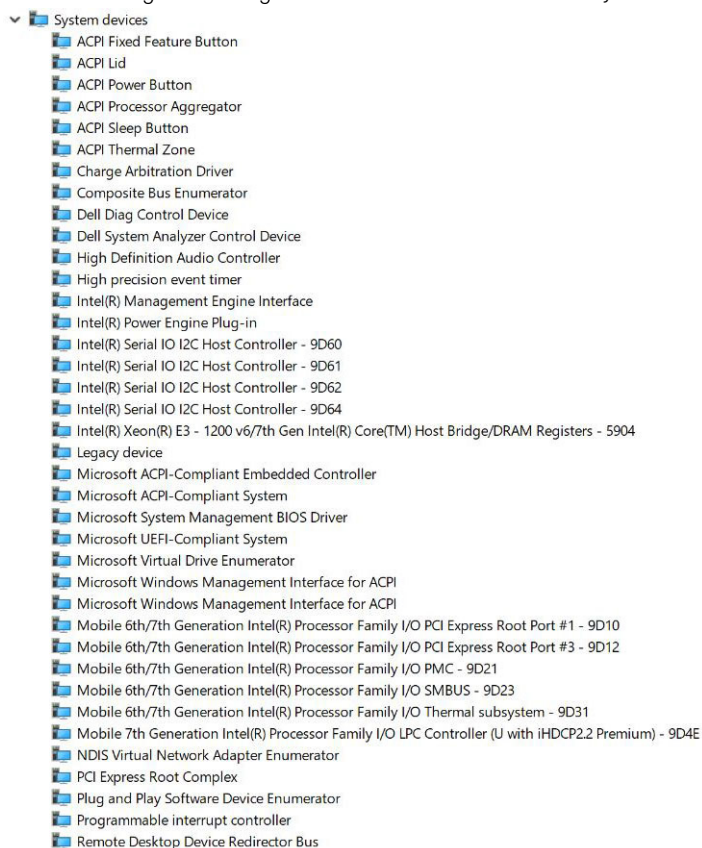 System devices
ACPI Fixed Feature Button
ACPI Lid
ACPI Power Button
ACPI Processor Aggregator
ACPI Sleep Button
ACPI Thermal Zone
Charge Arbitration Driver
Composite Bus Enumerator
Dell Diag Control Device
Dell System Analyzer Control Device
High Definition Audio Controller
High precision event timer
Intel(R) Management Engine Interface
Intel(R) Power Engine Plug-in
Intel(R) Serial IO I2C Host Controller - 9D60
Intel(R) Serial IO I2C Host Controller - 9D61
Intel(R) Serial IO I2C Host Controller - 9D62
Intel(R) Serial IO I2C Host Controller - 9D64
Intel(R) Xeon(R) E3 - 1200 v6/7th Gen Intel(R) Core(TM) Host Bridge/DRAM Registers - 5904
Legacy device
Microsoft ACPI-Compliant Embedded Controller
Microsoft ACPI-Compliant System
Microsoft System Management BIOS Driver
Microsoft UEFI-Compliant System
Microsoft Virtual Drive Enumerator
Microsoft Windows Management Interface for ACPI
Microsoft Windows Management Interface for ACPI
Mobile 6th/7th Generation Intel(R) Processor Family I/O PCI Express Root Port #1 - 9D10
Mobile 6th/7th Generation Intel(R) Processor Family I/O PCI Express Root Port #3 - 9D12
Mobile 6th/7th Generation Intel(R) Processor Family I/O PMC - 9D21
Mobile 6th/7th Generation Intel(R) Processor Family I/O SMBUS - 9D23
Mobile 6th/7th Generation Intel(R) Processor Family I/O Thermal subsystem - 9D31
Mobile 7th Generation Intel(R) Processor Family I/O LPC Controller (U with iHDCP2.2 Premium) - 9D4E
NDIS Virtual Network Adapter Enumerator
PCI Express Root Complex
Plug and Play Software Device Enumerator
Programmable interrupt controller
Remote Desktop Device Redirector Bus